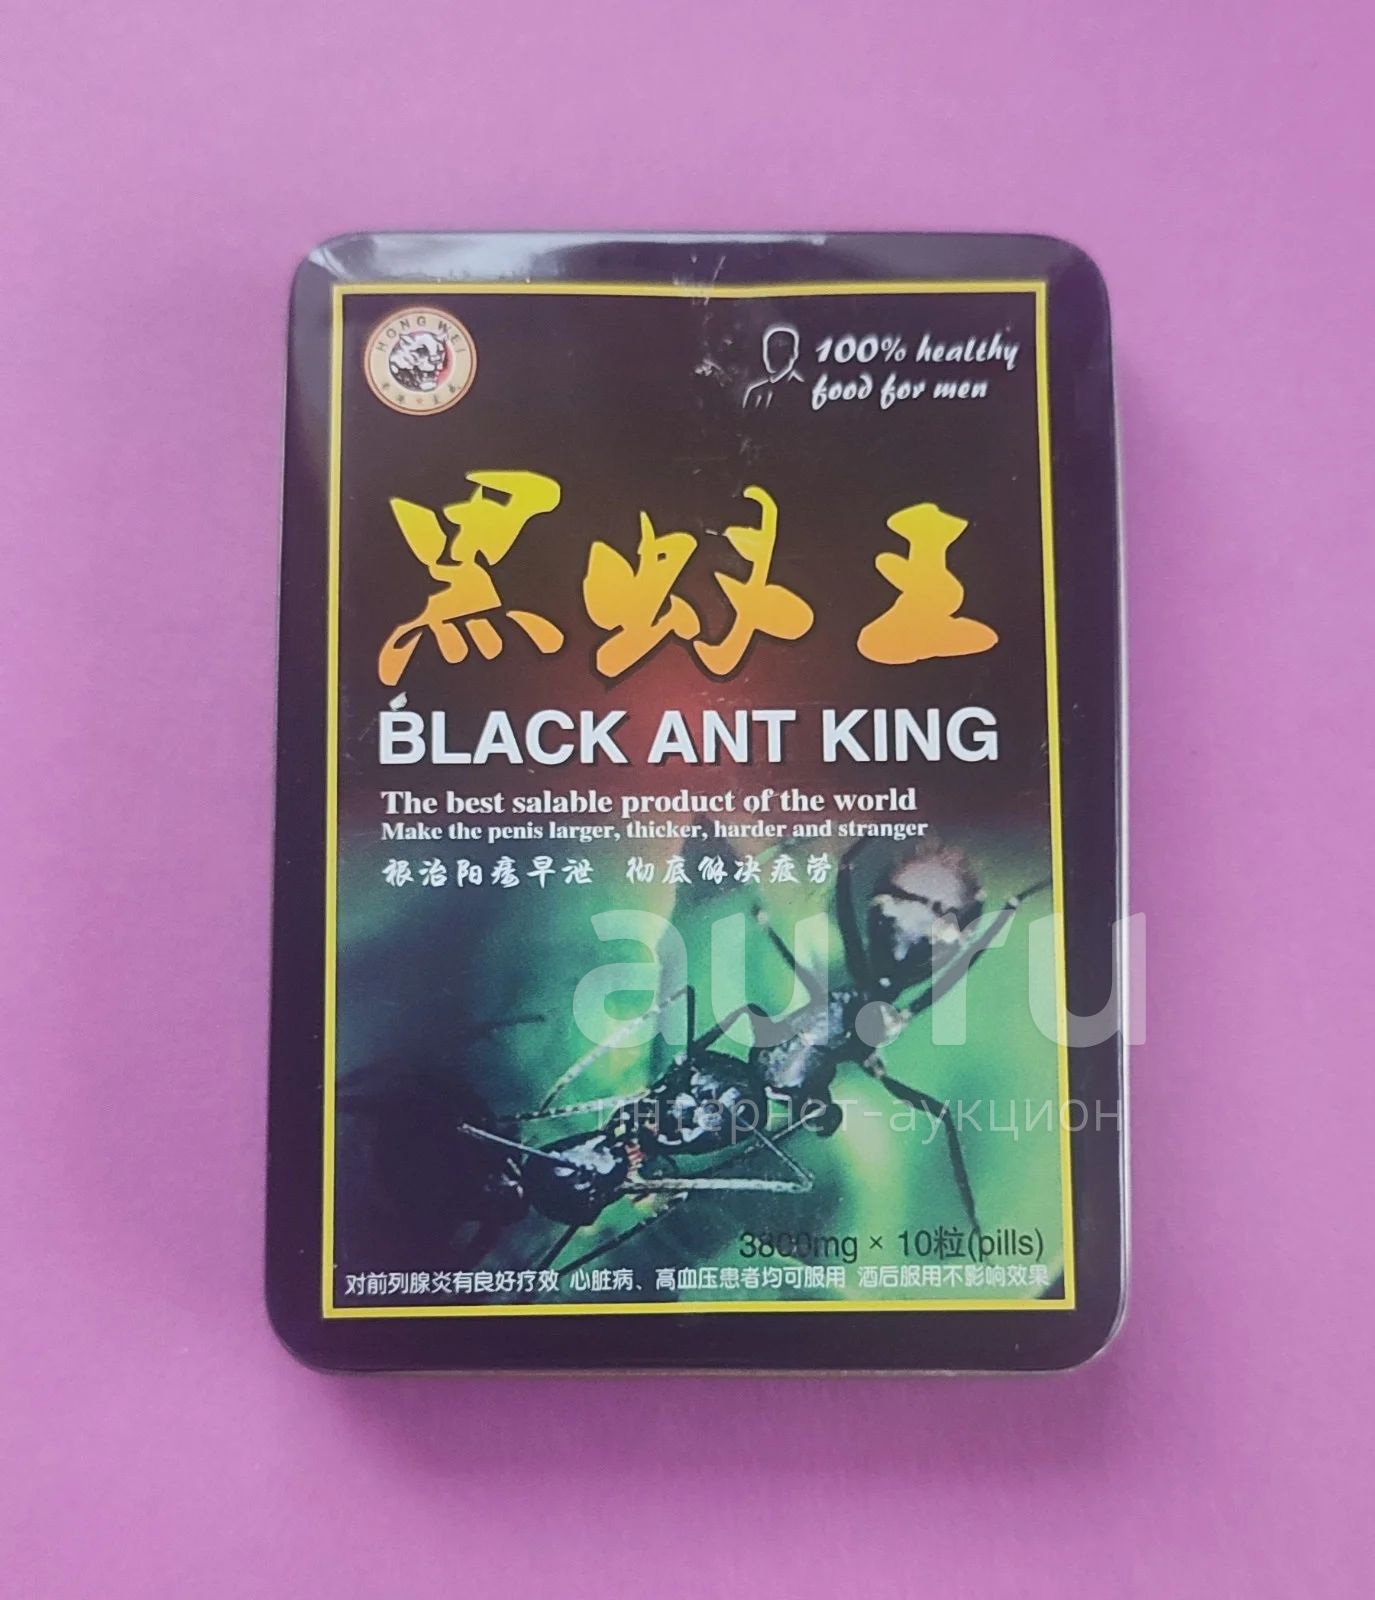 HONG WEI
100% healthy
food for men
黑蚁王
BLACK ANT KING
The best salable product of the world
Make the penis larger, thicker, harder and stranger
根治阳痿早泄 彻底解决疲劳
au.ru
интернет-аукцион
3800mg × 10粒(pills)
对前列腺炎有良好疗效 心脏病、高血压患者均可服用 酒后服用不影响效果